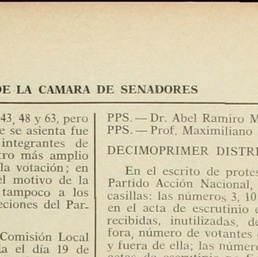 DE LA CAMARA DE SENADORES
43, 48 y 63, pero
e se asienta fue
integrantes de
tro más amplio
la votación; en
el motivo de la
tampoco a los
ciones del Par-
Comisión Local
la el día 19 de
PPS. — Dr. Abel Ramiro M
PPS. — Prof. Maximiliano
DECIMOPRIMER DISTRI
En el escrito de protes
Partido Acción Nacional,
casillas: las números 3, 10
en el acta de escrutinio e
recibidas, inutilizadas, de
fora, número de votantes
y fuera de ella; las núme